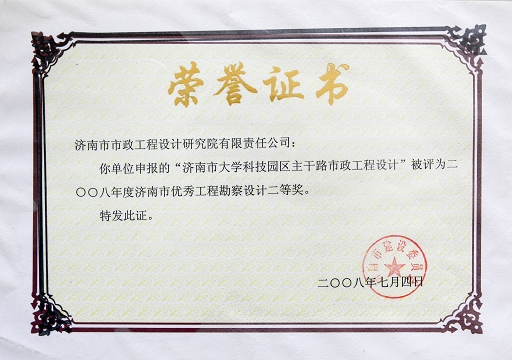 荣誉证书
济南市市政工程设计研究院有限责任公司：
你单位申报的“济南市大学科技园区主干路市政工程设计”被评为二
〇〇八年度济南市优秀工程勘察设计二等奖。
特发此证。
二〇〇八年七月四日